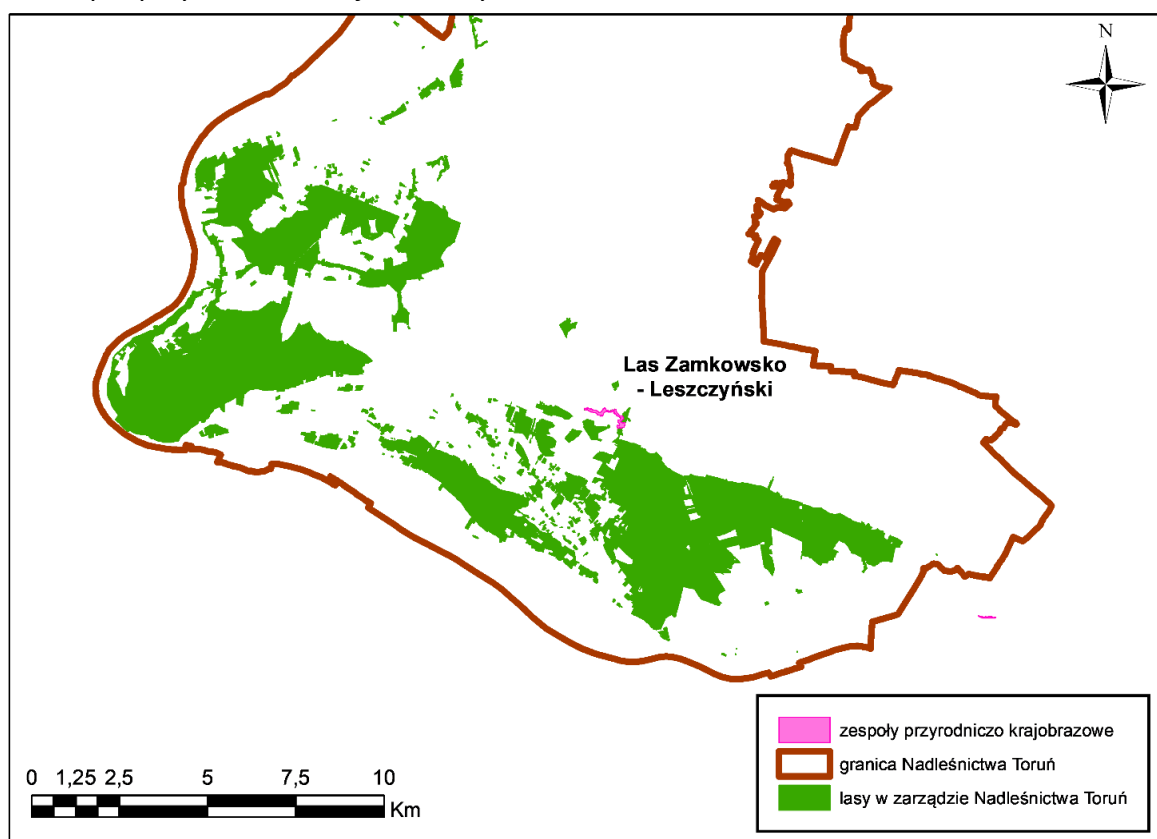 N
Las Zamkowsko
- Leszczyński
zespoły przyrodniczo krajobrazowe
granica Nadleśnictwa Toruń
lasy w zarządzie Nadleśnictwa Toruń
0 1,25 2,5 5 7,5 10
Km